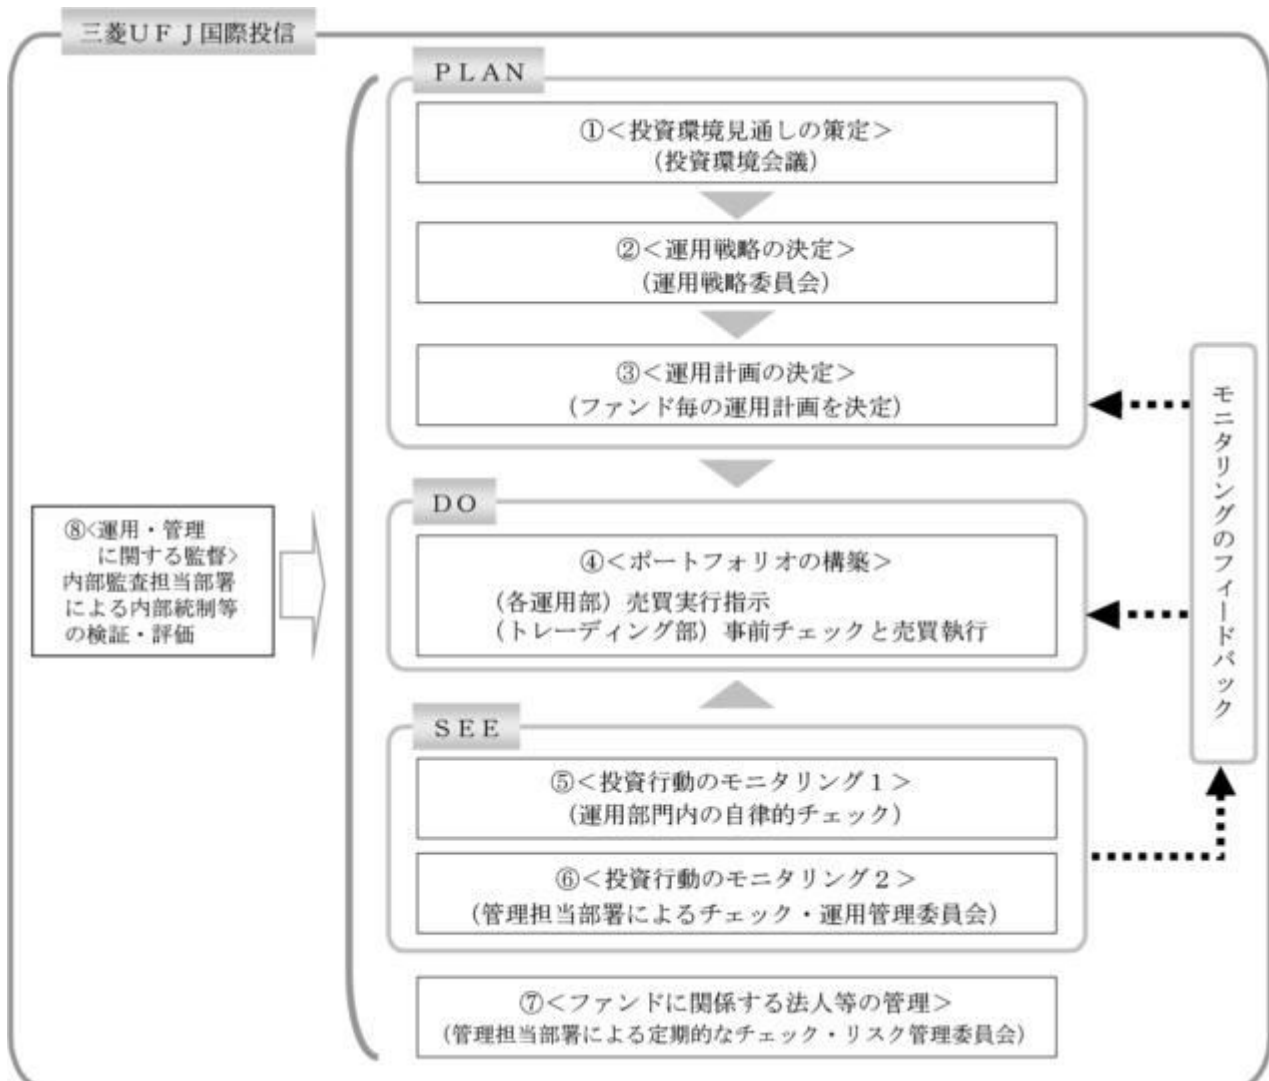 三菱ＵＦＪ国際投信
ＰＬＡＮ
①＜投資環境見通しの策定＞
（投資環境会議）
②＜運用戦略の決定＞
（運用戦略委員会）
③＜運用計画の決定＞
（ファンド毎の運用計画を決定）
ＤＯ
④＜ポートフォリオの構築＞
（各運用部）売買実行指示
（トレーディング部）事前チェックと売買執行
ＳＥＥ
⑤＜投資行動のモニタリング１＞
（運用部門内の自律的チェック）
⑥＜投資行動のモニタリング２＞
（管理担当部署によるチェック・運用管理委員会）
⑦＜ファンドに関係する法人等の管理＞
（管理担当部署による定期的なチェック・リスク管理委員会）
⑧<運用・管理
に関する監督>
内部監査担当部署
による内部統制等
の検証・評価
モニタリングのフィードバック